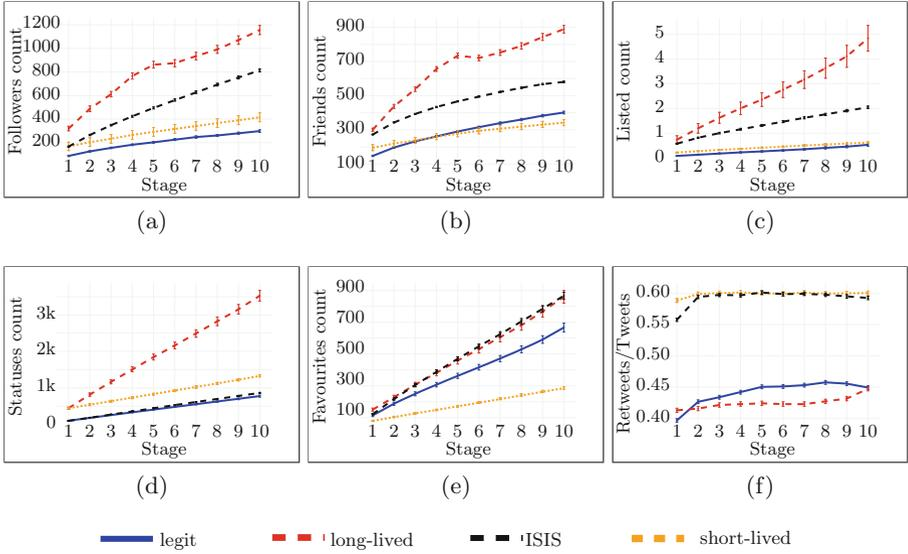 Followers count
1200
1000
800
600
400
200
1 2 3 4 5 6 7 8 9 10
Stage
(a)
Friends count
900
700
500
300
100
1 2 3 4 5 6 7 8 9 10
Stage
(b)
Listed count
5
4
3
2
1
0
1 2 3 4 5 6 7 8 9 10
Stage
(c)
Statuses count
3k
2k
1k
0
1 2 3 4 5 6 7 8 9 10
Stage
(d)
Favourites count
900
700
500
300
100
1 2 3 4 5 6 7 8 9 10
Stage
(e)
Retweets/Tweets
0.60
0.55
0.50
0.45
0.40
1 2 3 4 5 6 7 8 9 10
Stage
(f)
legit long-lived ISIS short-lived